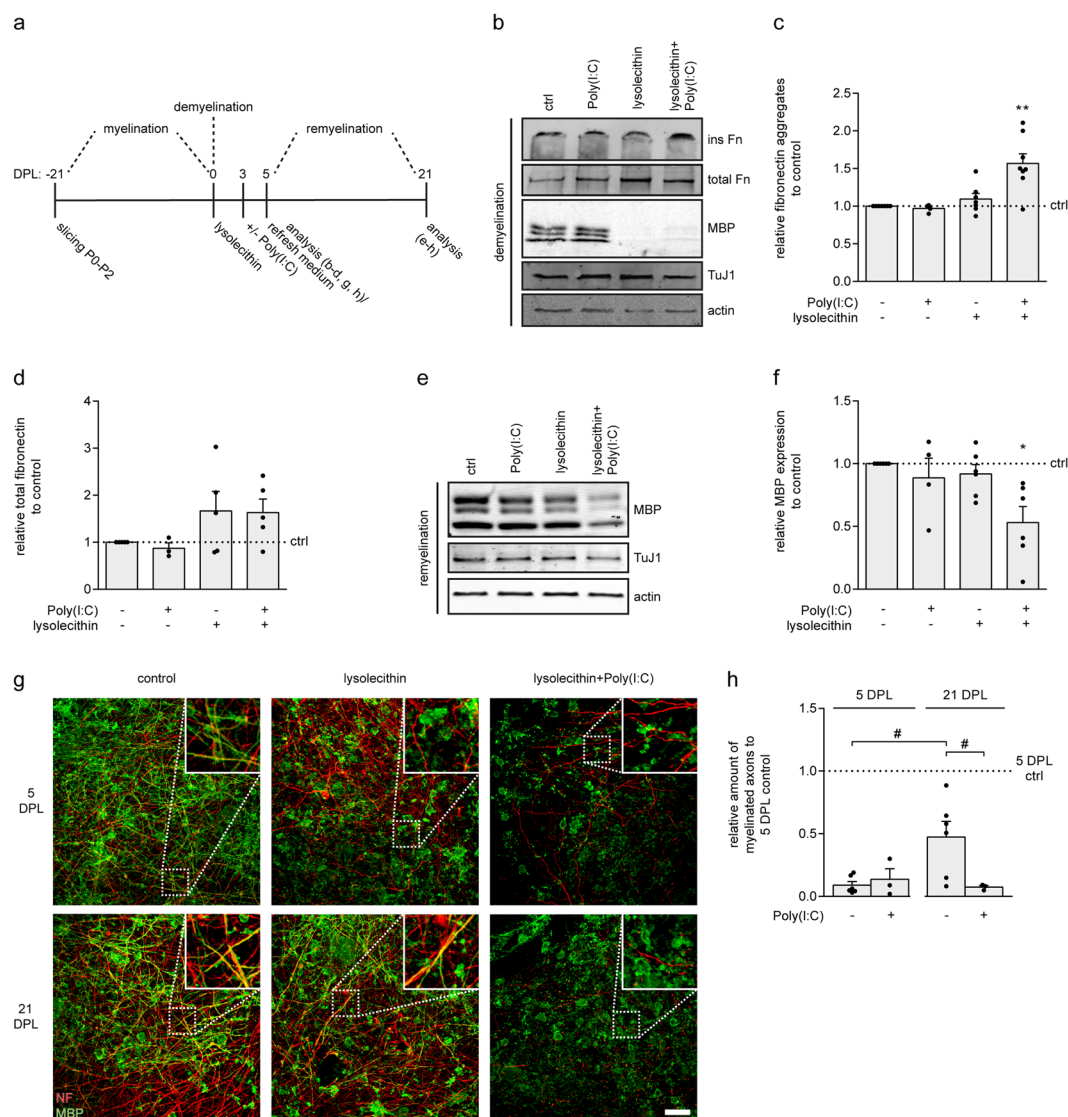 a
demyelination
myelination
remyelination
DPL: -21
0
3
5
21
slicing P0-P2
lysolecithin
+/- Poly(I:C)
analysis (b-d, g, h)/
refresh medium
analysis
(e-h)
b
ctrl
Poly(I:C)
lysolecithin
lysolecithin+
Poly(I:C)
demyelination
ins Fn
total Fn
MBP
TuJ1
actin
c
relative fibronectin aggregates
to control
2.5
2.0
1.5
1.0
0.5
0.0
**
ctrl
Poly(I:C) - + - +
lysolecithin - - + +
d
relative total fibronectin
to control
4
3
2
1
0
ctrl
Poly(I:C) - + - +
lysolecithin - - + +
e
ctrl
Poly(I:C)
lysolecithin
lysolecithin+
Poly(I:C)
remyelination
MBP
TuJ1
actin
f
relative MBP expression
to control
1.5
1.0
0.5
0.0
*
ctrl
Poly(I:C) - + - +
lysolecithin - - + +
g
control
lysolecithin
lysolecithin+Poly(I:C)
5
DPL
21
DPL
NF
MBP
h
5 DPL
21 DPL
relative amount of
myelinated axons to
5 DPL control
1.5
1.0
0.5
0.0
#
#
5 DPL
ctrl
Poly(I:C) - + - +